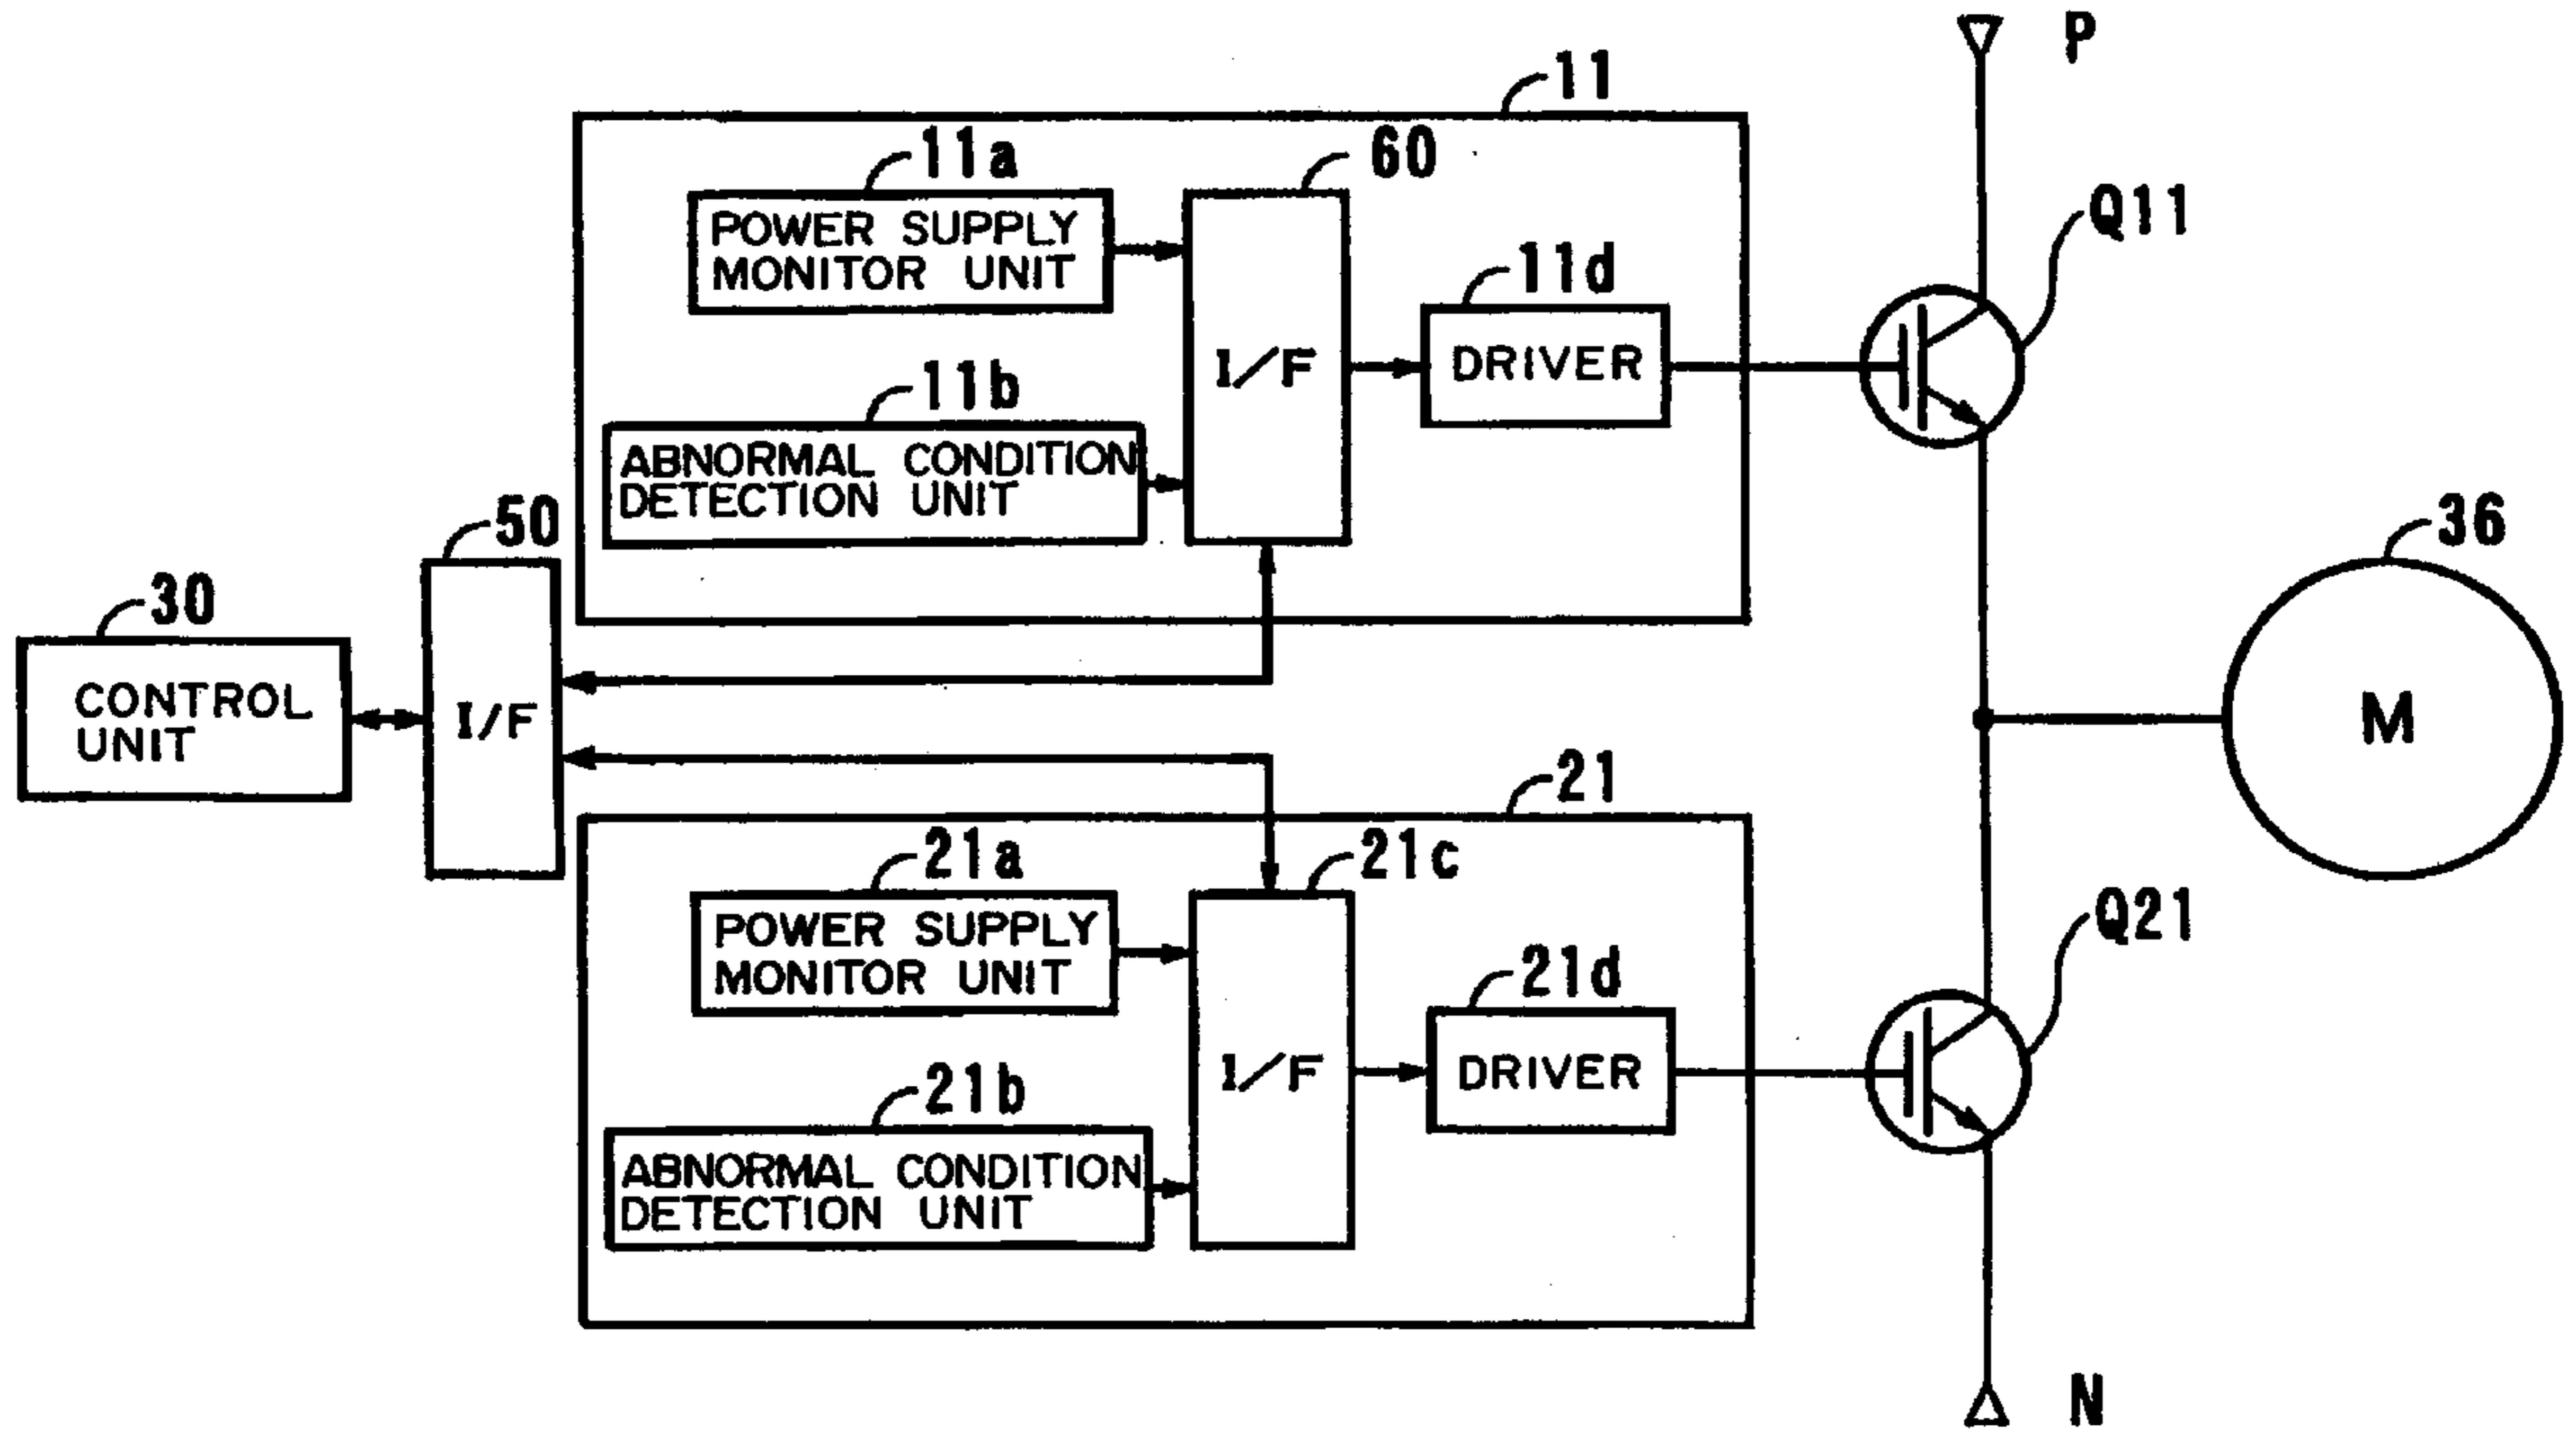 P
11
11a
60
POWER SUPPLY
MONITOR UNIT
Q11
11d
I/F
DRIVER
11b
ABNORMAL CONDITION
DETECTION UNIT
50
36
30
CONTROL
UNIT
I/F
M
21
21a
21c
POWER SUPPLY
MONITOR UNIT
Q21
21d
I/F
DRIVER
21b
ABNORMAL CONDITION
DETECTION UNIT
N